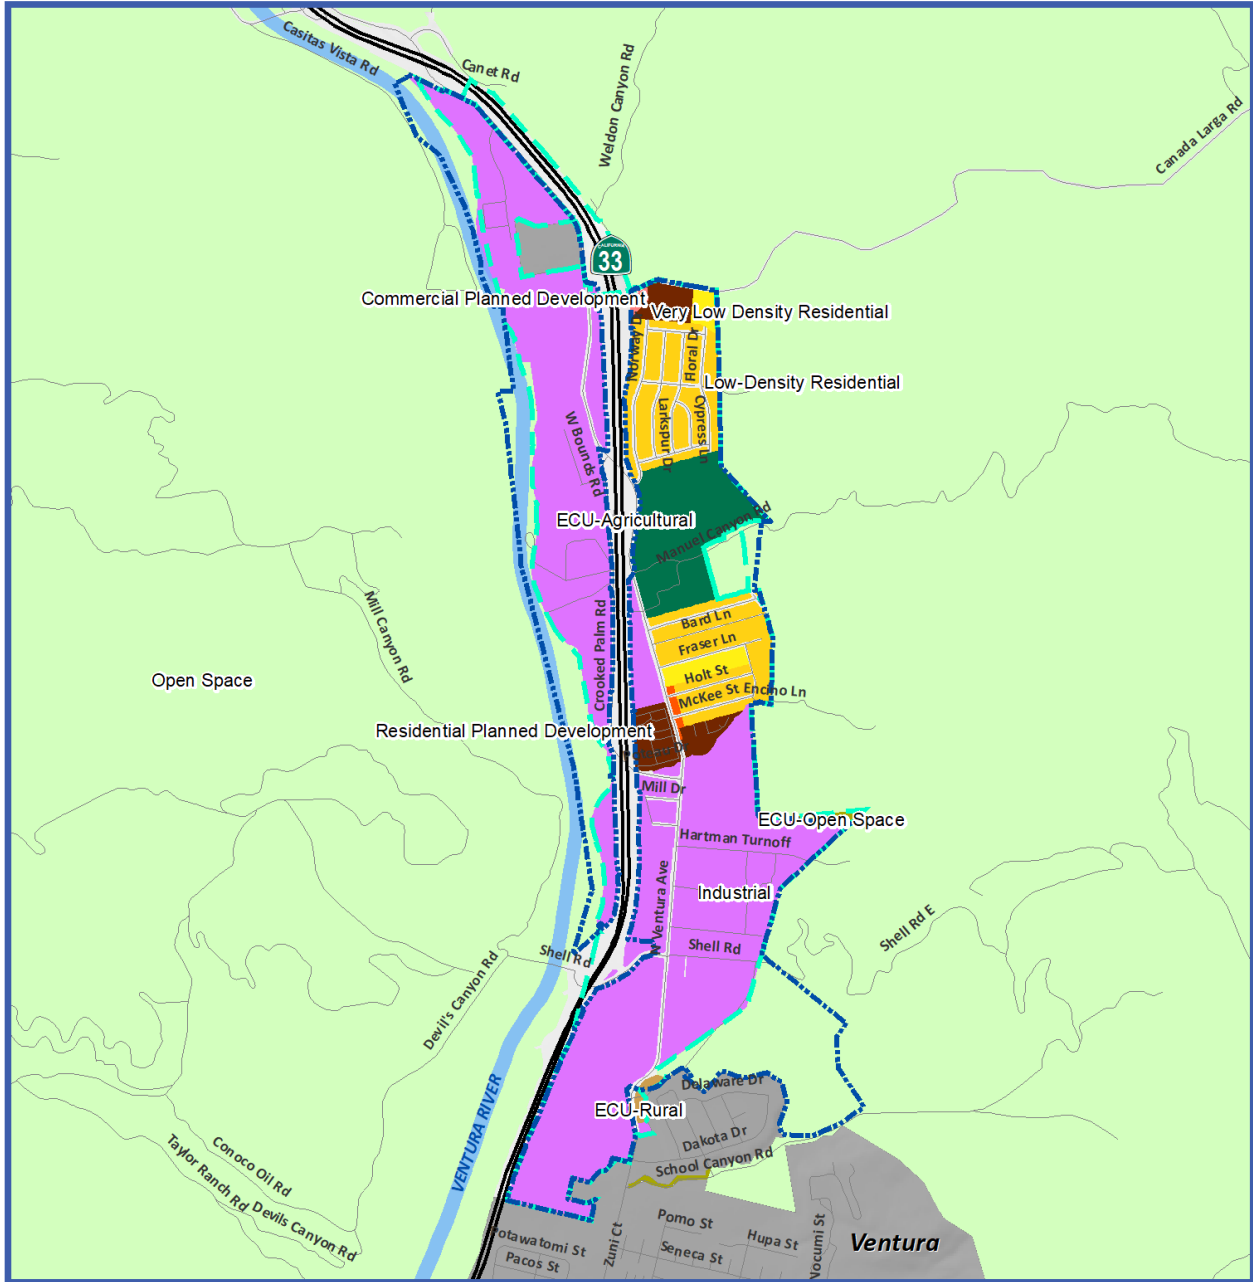 Casitas Vista Rd
Canet Rd
Weldon Canyon Rd
Canada Larga Rd
CALIFORNIA
33
Commercial Planned Development
Very Low Density Residential
Floral Dr
Low-Density Residential
Larkspur Dr
Cypress Ln
W Bounds Rd
ECU-Agricultural
Manuel Canyon Rd
Mill Canyon Rd
Crooked Palm Rd
Bard Ln
Fraser Ln
Holt St
McKee St
Encino Ln
Open Space
Residential Planned Development
Mill Dr
ECU-Open Space
Hartman Turnoff
Industrial
N Ventura Ave
Shell Rd E
Shell Rd
Shell Rd
Devil's Canyon Rd
VENTURA RIVER
Delaware Dr
ECU-Rural
Dakota Dr
School Canyon Rd
Conoco Oil Rd
Taylor Ranch Rd
Devils Canyon Rd
Pomo St
Hupa St
Nocumi St
Zuni Ct
Seneca St
Potawatomi St
Pacos St
Ventura